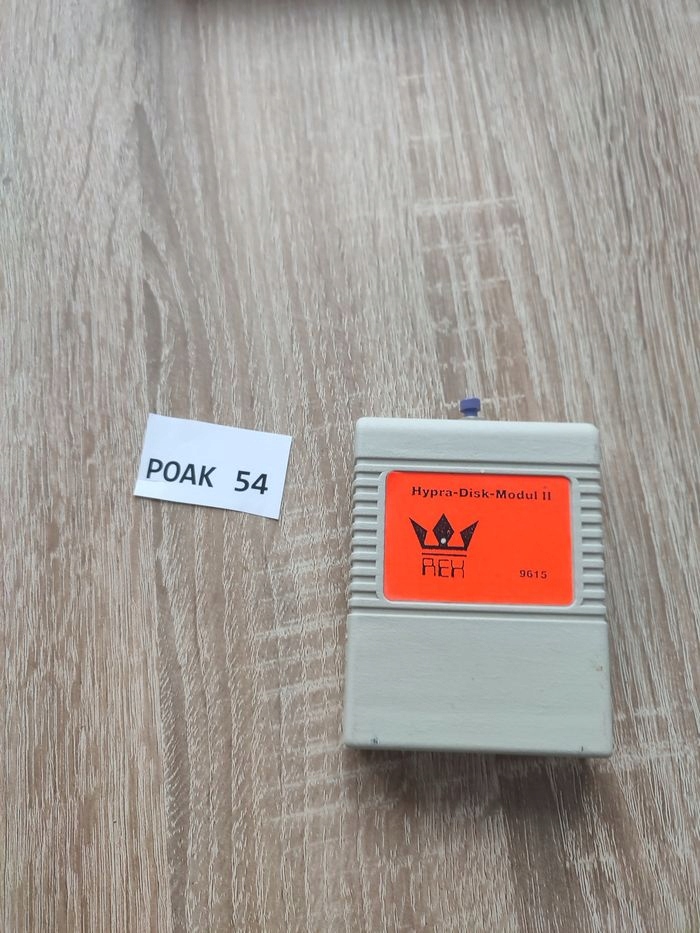 POAK 54
Hypra-Disk-Modul II
REX
9615